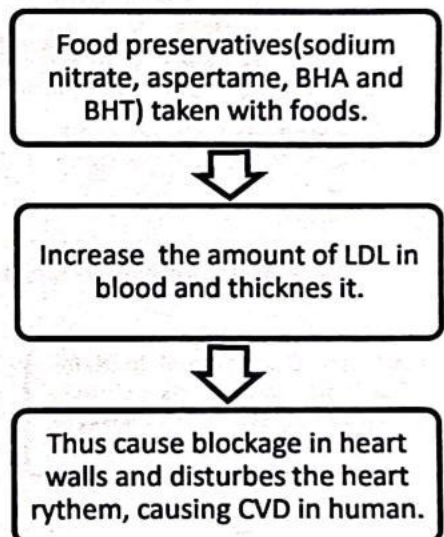 Food preservatives(sodium
nitrate, aspertame, BHA and
BHT) taken with foods.
Increase the amount of LDL in
blood and thicknes it.
Thus cause blockage in heart
walls and disturbes the heart
rythem, causing CVD in human.